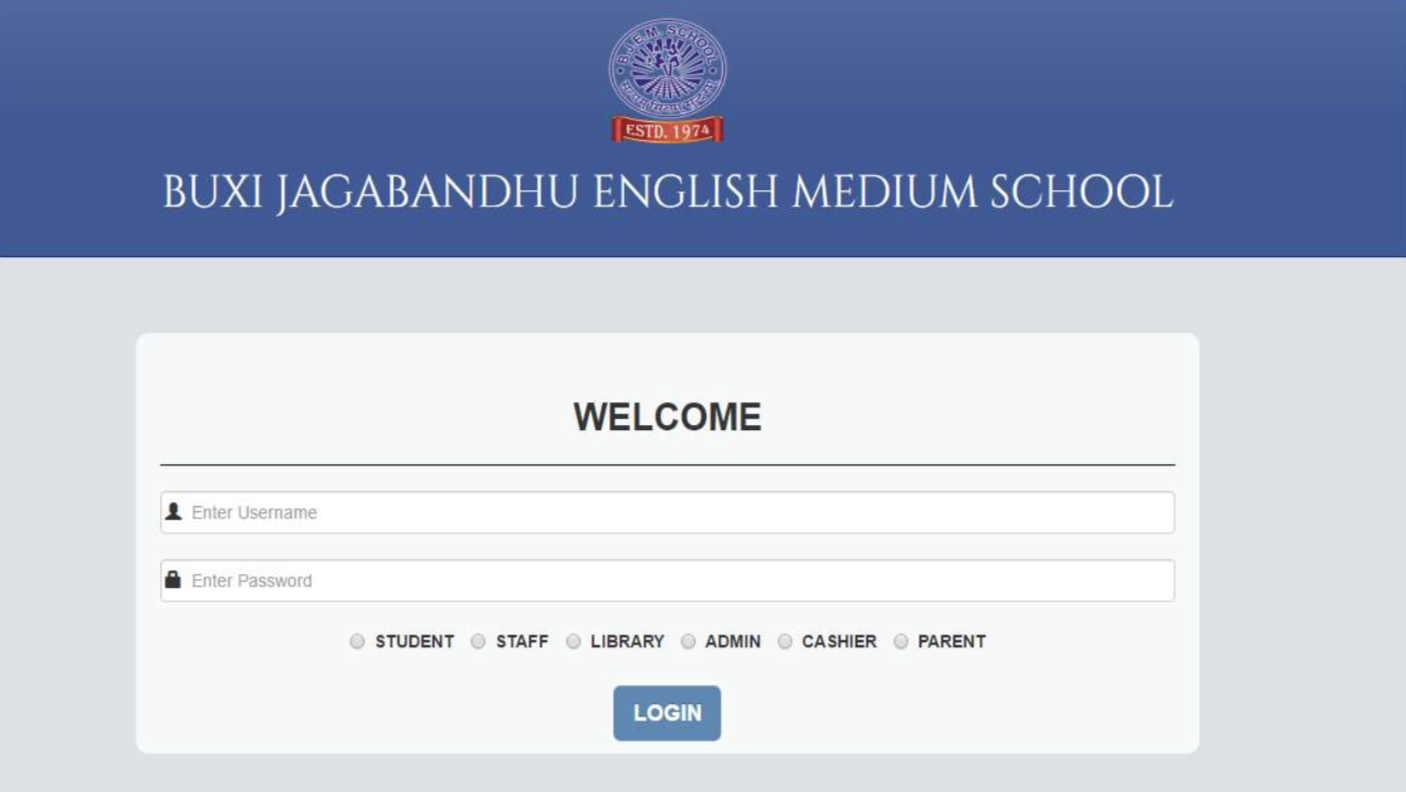 B.J.E.M. SCHOOL
ESTD. 1974
BUXI JAGABANDHU ENGLISH MEDIUM SCHOOL
WELCOME
Enter Username
Enter Password
STUDENT STAFF LIBRARY ADMIN CASHIER PARENT
LOGIN